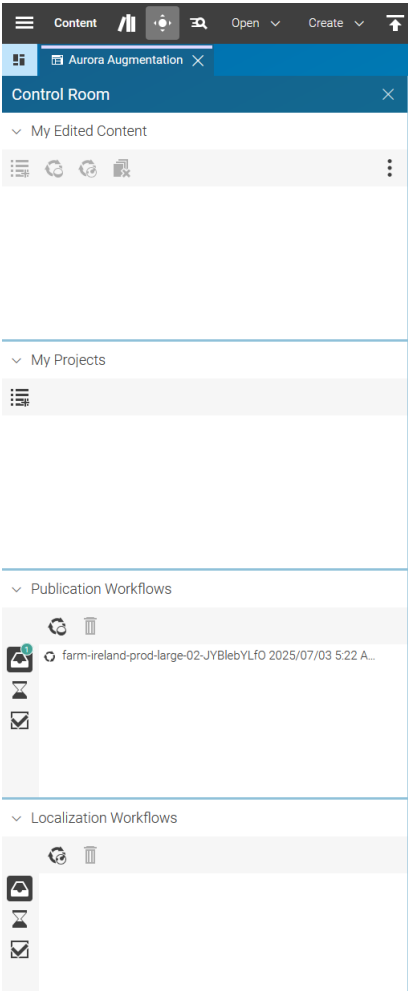 Content Open Create
Aurora Augmentation
Control Room
My Edited Content
My Projects
Publication Workflows
1
farm-ireland-prod-large-02-JYBlebYLfO 2025/07/03 5:22 A...
Localization Workflows